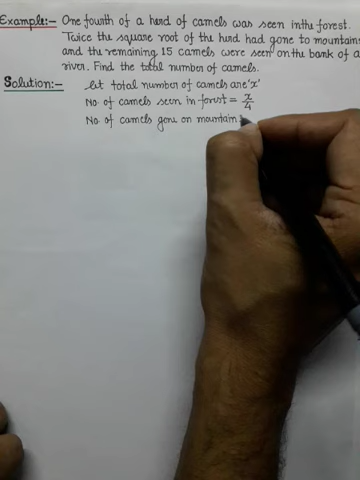 Example:- One fourth of a herd of camels was seen in the forest.
Twice the square root of the herd had gone to mountains
and the remaining 15 camels were seen on the bank of a
river. Find the total number of camels.
Solution:- Let total number of camels are 'x'
No. of camels seen in forest = x/4
No. of camels gone on mountain